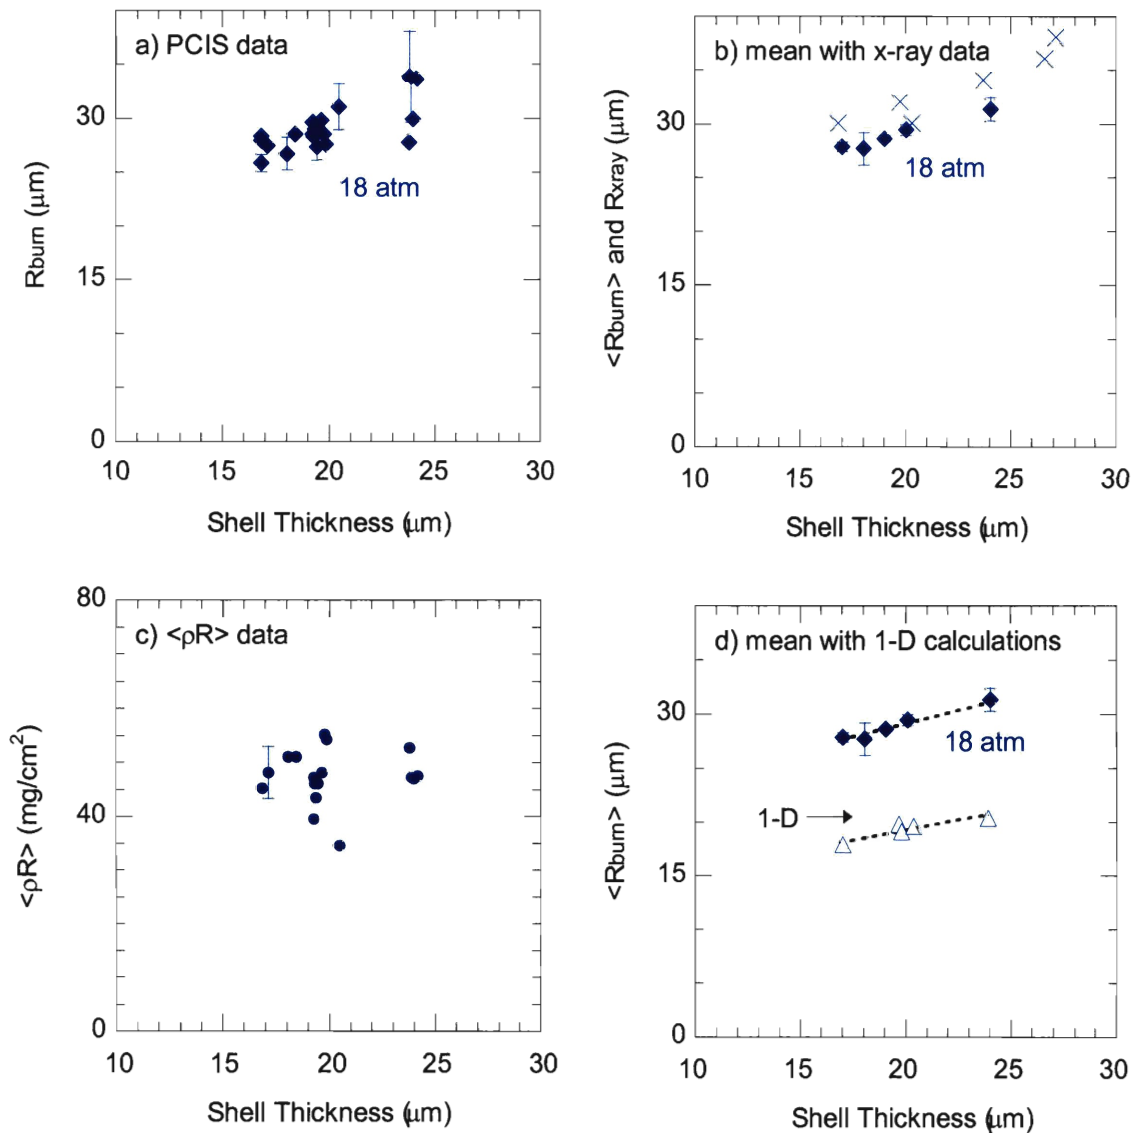 a) PCIS data
30
15
0
Rburn (μm)
18 atm
10 15 20 25 30
Shell Thickness (μm)
b) mean with x-ray data
30
15
0
<Rburn> and Rxray (μm)
18 atm
10 15 20 25 30
Shell Thickness (μm)
c) <ρR> data
80
40
0
<ρR> (mg/cm²)
10 15 20 25 30
Shell Thickness (μm)
d) mean with 1-D calculations
30
15
0
<Rburn> (μm)
18 atm
1-D
10 15 20 25 30
Shell Thickness (μm)